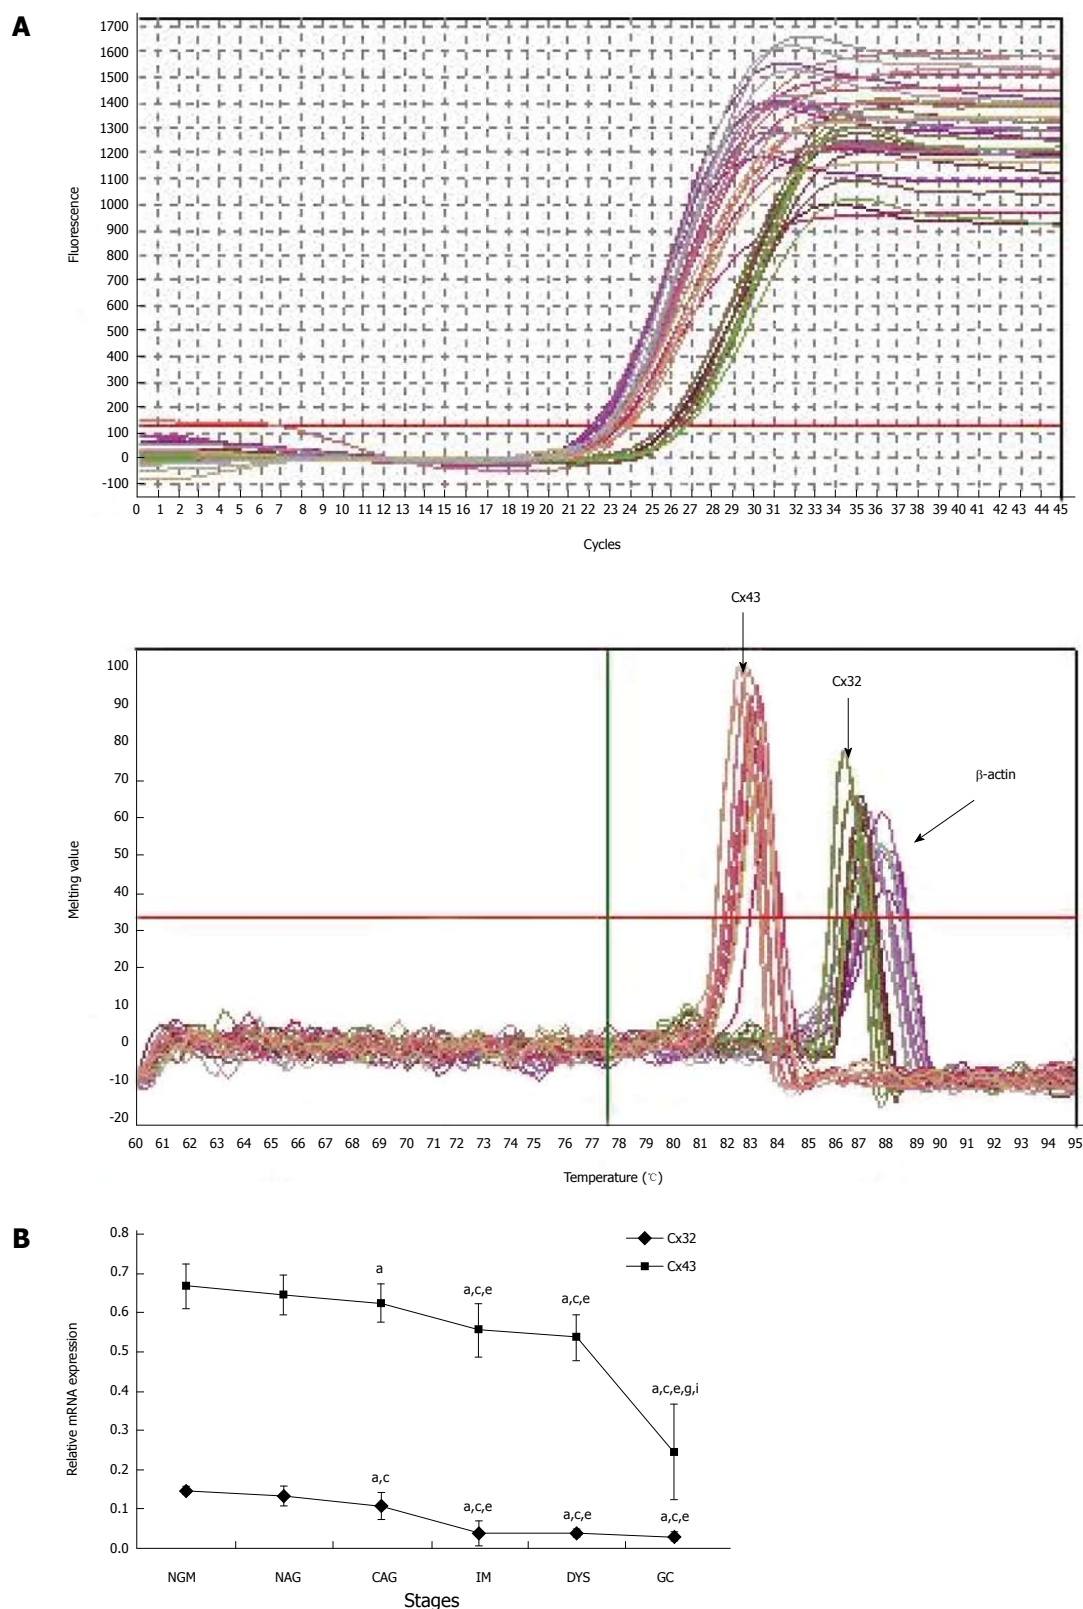 A
1700
1600
1500
1400
1300
1200
1100
1000
900
800
700
600
500
400
300
200
100
0
-100
Fluorescence
0 1 2 3 4 5 6 7 9 10 11 12 13 14 15 16 17 18 19 20 21 22 23 24 25 26 27 28 29 30 31 32 33 34 35 36 37 38 39 40 41 42 43 44 45
Cycles
Cx43
Cx32
β-actin
100
90
80
70
60
50
40
30
20
10
0
-10
-20
Melting value
60 61 62 63 64 65 66 67 68 69 70 71 72 73 74 75 76 77 78 79 80 81 82 83 84 85 86 87 88 89 90 91 92 93 94 95
Temperature (℃)
B
0.8
0.7
0.6
0.5
0.4
0.3
0.2
0.1
0.0
Relative mRNA expression
Cx32
Cx43
a
a,c,e
a,c,e
a,c,e,g,i
a,c
a,c,e
a,c,e
a,c,e
NGM NAG CAG IM DYS GC
Stages